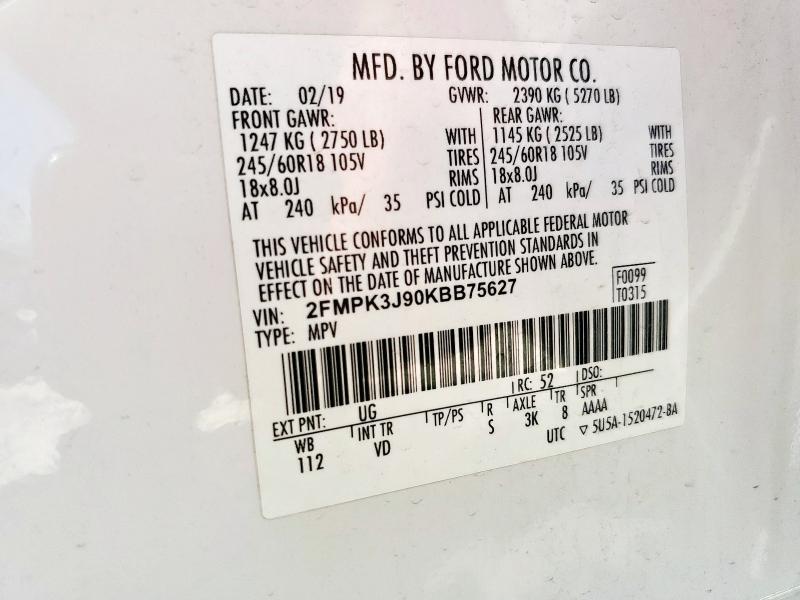 MFD. BY FORD MOTOR CO.
DATE: 02/19 GVWR: 2390 KG ( 5270 LB)
FRONT GAWR: REAR GAWR:
1247 KG ( 2750 LB) WITH 1145 KG ( 2525 LB) WITH
245/60R18 105V TIRES 245/60R18 105V TIRES
18x8.0J RIMS 18x8.0J RIMS
AT 240 kPa/ 35 PSI COLD AT 240 kPa/ 35 PSI COLD
THIS VEHICLE CONFORMS TO ALL APPLICABLE FEDERAL MOTOR
VEHICLE SAFETY AND THEFT PREVENTION STANDARDS IN
EFFECT ON THE DATE OF MANUFACTURE SHOWN ABOVE.
VIN: 2FMPK3J90KBB75627 F0099
TYPE: MPV T0315
EXT PNT: UG RC: 52 DSO:
WB INT TR TP/PS R AXLE TR SPR
112 VD S 3K 8 AAAA
UTC ▽ 5U5A-1520472-BA